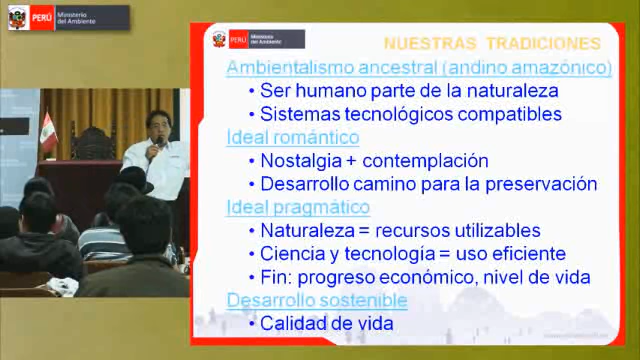 PERÚ
Ministerio
del Ambiente
PERÚ
Ministerio
del Ambiente
NUESTRAS TRADICIONES
Ambientalismo ancestral (andino amazónico)
• Ser humano parte de la naturaleza
• Sistemas tecnológicos compatibles
Ideal romántico
• Nostalgia + contemplación
• Desarrollo camino para la preservación
Ideal pragmático
• Naturaleza = recursos utilizables
• Ciencia y tecnología = uso eficiente
• Fin: progreso económico, nivel de vida
Desarrollo sostenible
• Calidad de vida